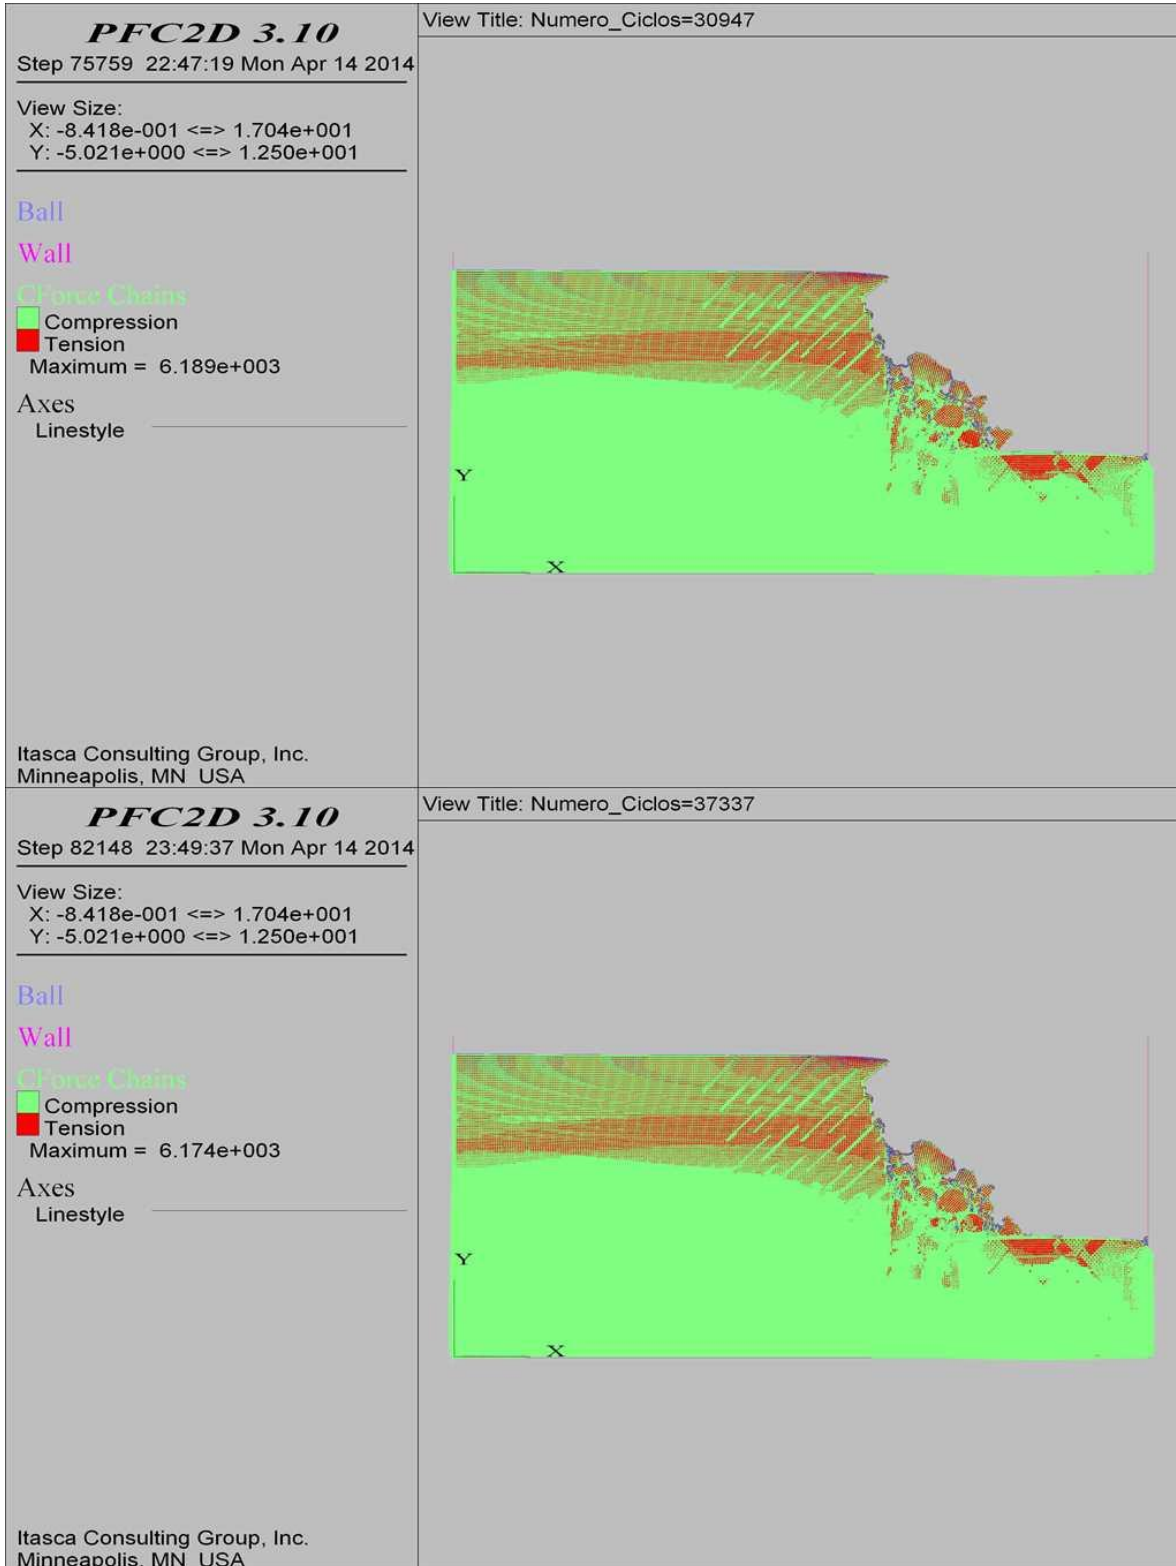 PFC2D 3.10
Step 75759 22:47:19 Mon Apr 14 2014
View Size:
X: -8.418e-001 <=> 1.704e+001
Y: -5.021e+000 <=> 1.250e+001
Ball
Wall
CForce Chains
Compression
Tension
Maximum = 6.189e+003
Axes
Linestyle
Itasca Consulting Group, Inc.
Minneapolis, MN USA
View Title: Numero_Ciclos=30947
Y
X
PFC2D 3.10
Step 82148 23:49:37 Mon Apr 14 2014
View Size:
X: -8.418e-001 <=> 1.704e+001
Y: -5.021e+000 <=> 1.250e+001
Ball
Wall
CForce Chains
Compression
Tension
Maximum = 6.174e+003
Axes
Linestyle
Itasca Consulting Group, Inc.
Minneapolis, MN USA
View Title: Numero_Ciclos=37337
Y
X